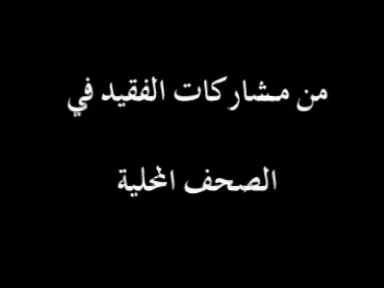 من مشاركات الفقيد في
الصحف المحلية